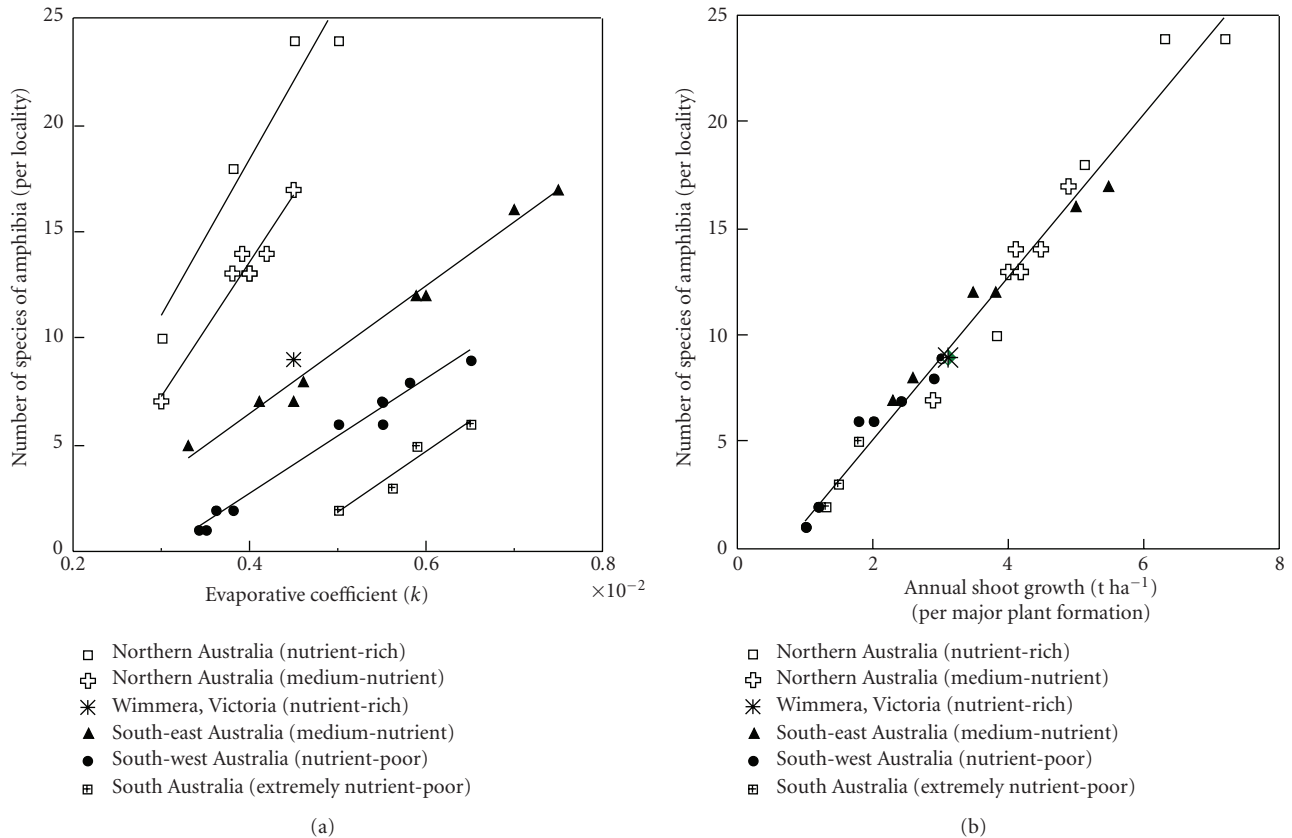 25
20
15
10
5
0
Number of species of amphibia (per locality)
0.2
0.4
0.6
0.8
×10−2
Evaporative coefficient (k)
Northern Australia (nutrient-rich)
Northern Australia (medium-nutrient)
Wimmera, Victoria (nutrient-rich)
South-east Australia (medium-nutrient)
South-west Australia (nutrient-poor)
South Australia (extremely nutrient-poor)
(a)
25
20
15
10
5
0
Number of species of amphibia (per locality)
0
2
4
6
8
Annual shoot growth (t ha−1)
(per major plant formation)
Northern Australia (nutrient-rich)
Northern Australia (medium-nutrient)
Wimmera, Victoria (nutrient-rich)
South-east Australia (medium-nutrient)
South-west Australia (nutrient-poor)
South Australia (extremely nutrient-poor)
(b)